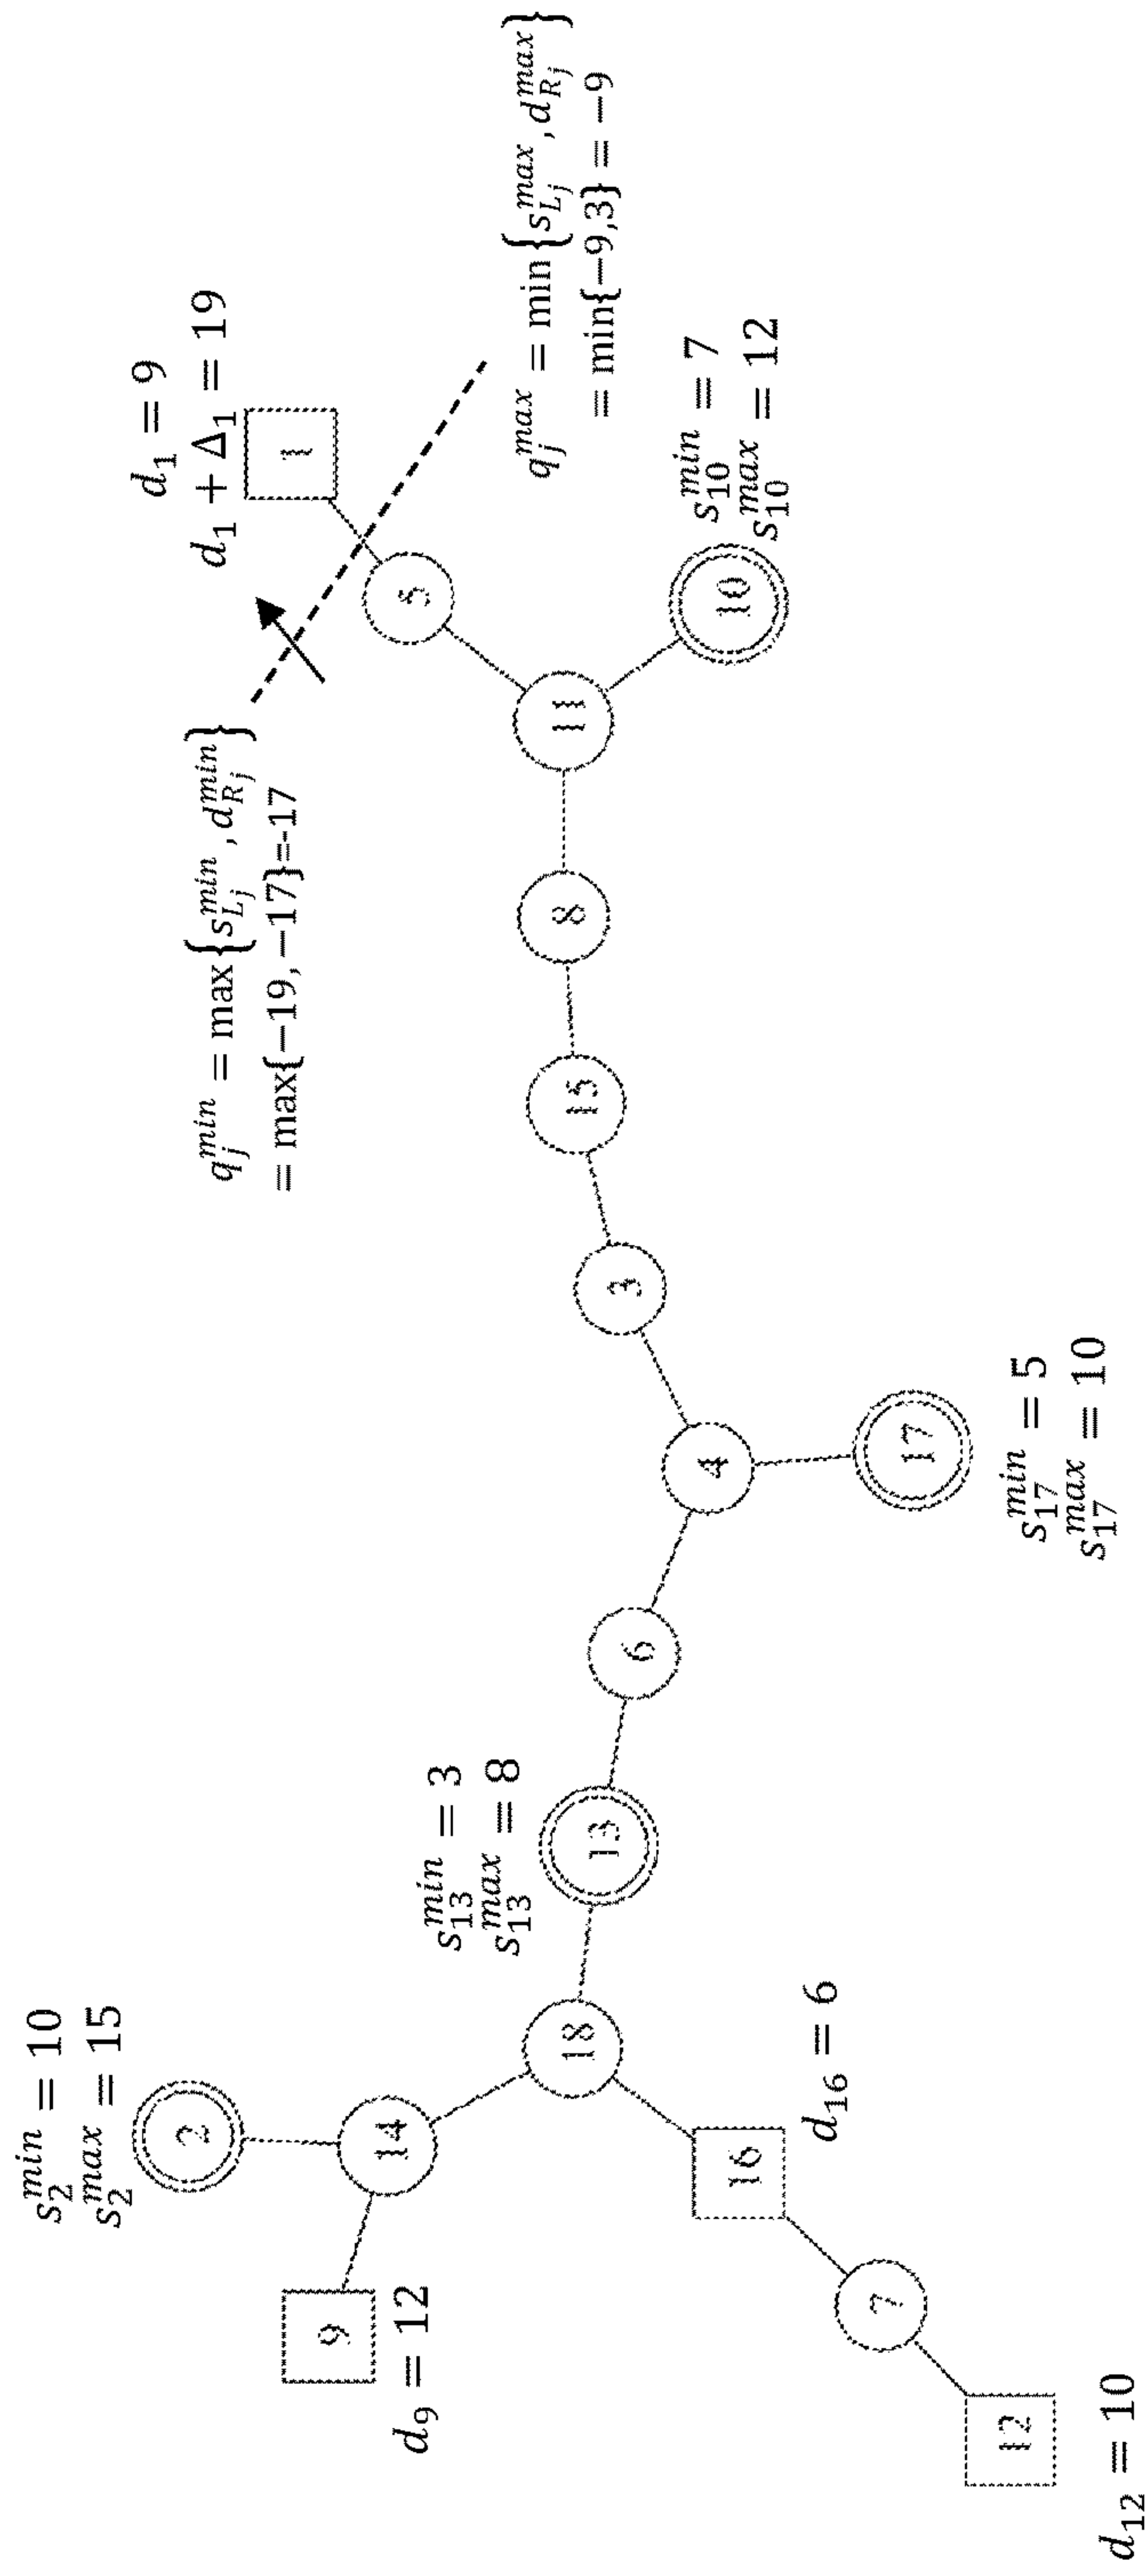 s_2^{min} = 10
s_2^{max} = 15
2
9
d_9 = 12
14
18
16
d_{16} = 6
7
12
d_{12} = 10
s_{13}^{min} = 3
s_{13}^{max} = 8
13
6
4
17
s_{17}^{min} = 5
s_{17}^{max} = 10
3
15
8
11
5
10
s_{10}^{min} = 7
s_{10}^{max} = 12
q_j^{min} = max{s_{L_j}^{min}, d_{R_j}^{min}}
= max{−19, −17}=-17
d_1 = 9
d_1 + Δ_1 = 19
1
q_j^{max} = min{s_{L_j}^{max}, d_{R_j}^{max}}
= min{−9,3} = −9